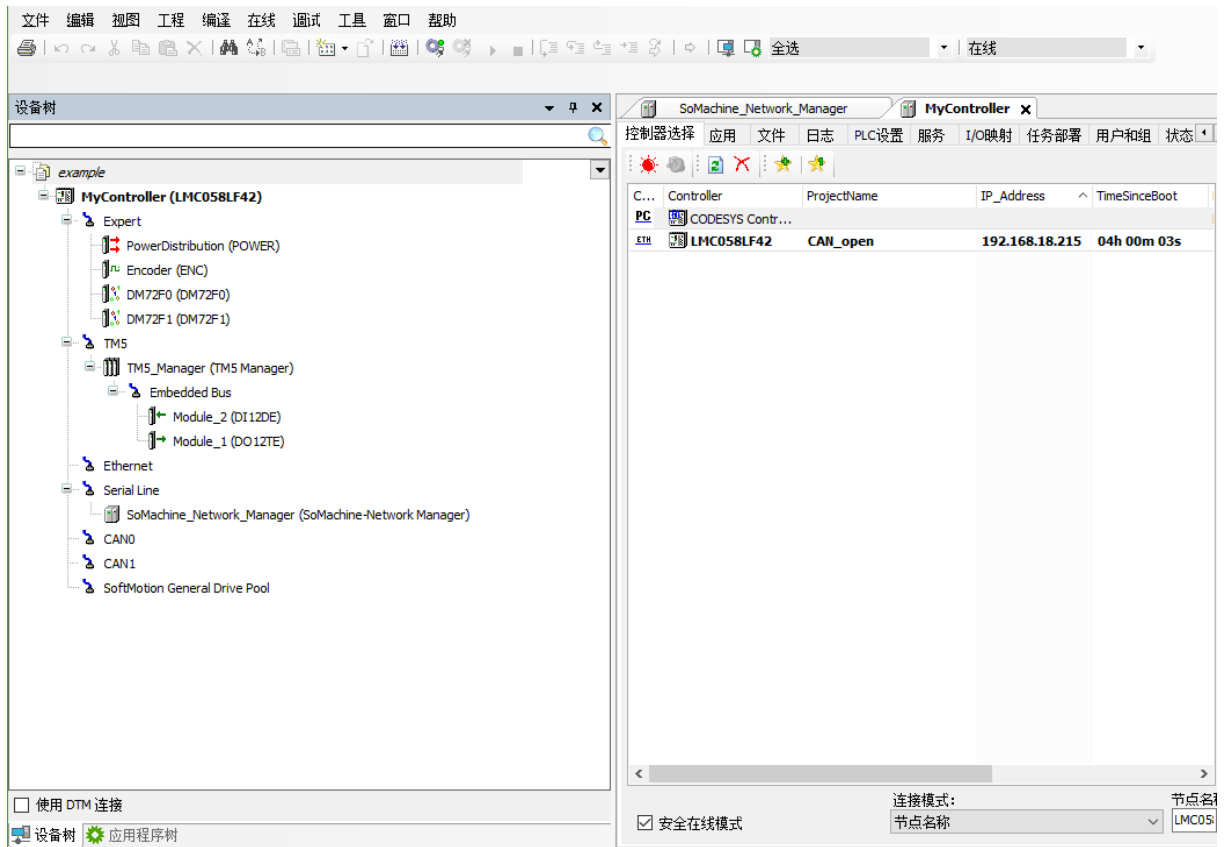 文件 编辑 视图 工程 编译 在线 调试 工具 窗口 帮助
全选 在线
设备树
SoMachine_Network_Manager MyController
控制器选择 应用 文件 日志 PLC设置 服务 I/O映射 任务部署 用户和组 状态
example
MyController (LMC058LF42)
Expert
PowerDistribution (POWER)
Encoder (ENC)
DM72F0 (DM72F0)
DM72F1 (DM72F1)
TM5
TM5_Manager (TM5 Manager)
Embedded Bus
Module_2 (DI12DE)
Module_1 (DO12TE)
Ethernet
Serial Line
SoMachine_Network_Manager (SoMachine-Network Manager)
CAN0
CAN1
SoftMotion General Drive Pool
使用 DTM 连接
设备树 应用程序树
C... Controller ProjectName IP_Address TimeSinceBoot
PC CODESYS Contr...
ETH LMC058LF42 CAN_open 192.168.18.215 04h 00m 03s
连接模式: 节点名
安全在线模式 节点名称 LMC05